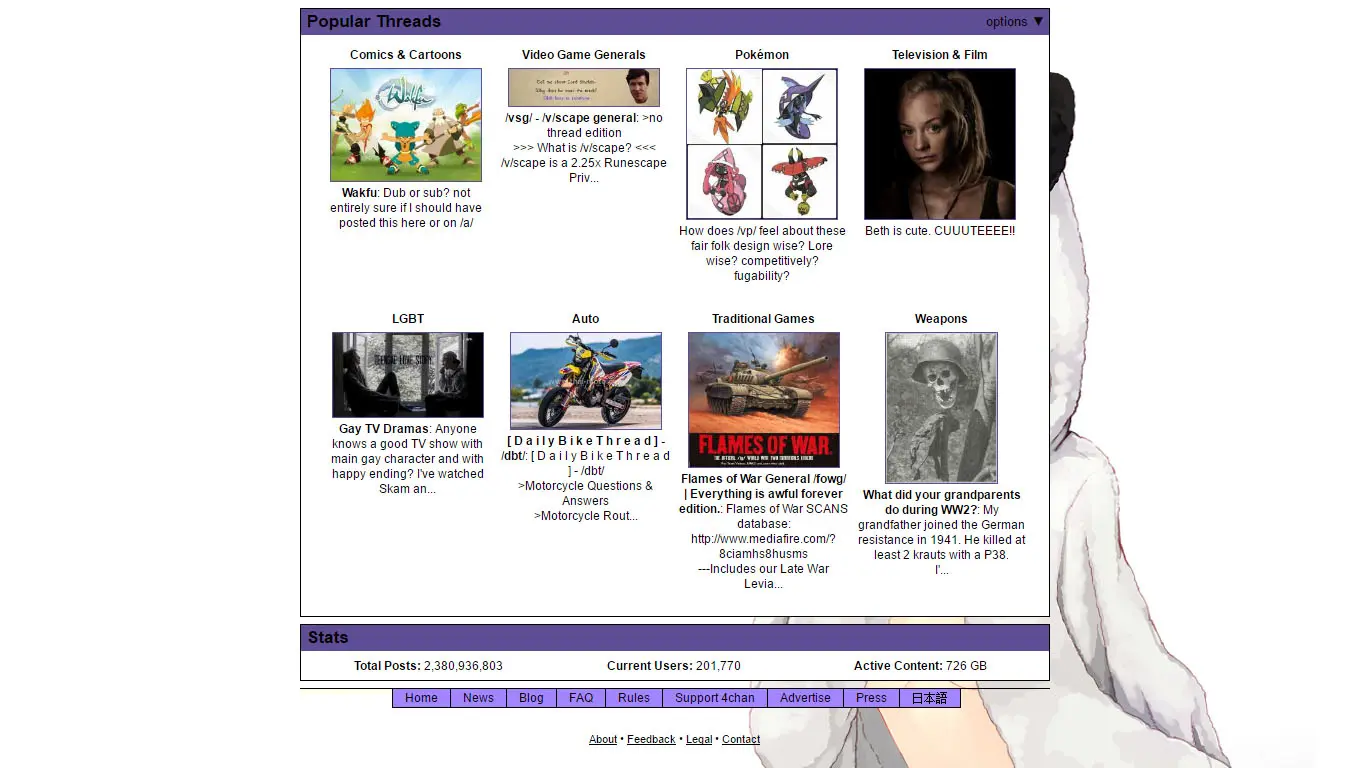 Popular Threads
options ▼
Comics & Cartoons
Video Game Generals
Pokémon
Television & Film
Wakfu
Wakfu: Dub or sub? not
entirely sure if I should have
posted this here or on /a/
/vsg/ - /v/scape general: >no
thread edition
>>> What is /v/scape? <<<
/v/scape is a 2.25x Runescape
Priv...
How does /vp/ feel about these
fair folk design wise? Lore
wise? competitively?
fugability?
Beth is cute. CUUUTEEEE!!
LGBT
Auto
Traditional Games
Weapons
TEENAGE LOVE STORY
Gay TV Dramas: Anyone
knows a good TV show with
main gay character and with
happy ending? I've watched
Skam an...
[ D a i l y B i k e T h r e a d ] -
/dbt/: [ D a i l y B i k e T h r e a d
] - /dbt/
>Motorcycle Questions &
Answers
>Motorcycle Rout...
FLAMES OF WAR.
Flames of War General /fowg/
| Everything is awful forever
edition.: Flames of War SCANS
database:
http://www.mediafire.com/?
8ciamhs8husms
---Includes our Late War
Levia...
What did your grandparents
do during WW2?: My
grandfather joined the German
resistance in 1941. He killed at
least 2 krauts with a P38.
I'...
Stats
Total Posts: 2,380,936,803
Current Users: 201,770
Active Content: 726 GB
Home
News
Blog
FAQ
Rules
Support 4chan
Advertise
Press
日本語
About • Feedback • Legal • Contact